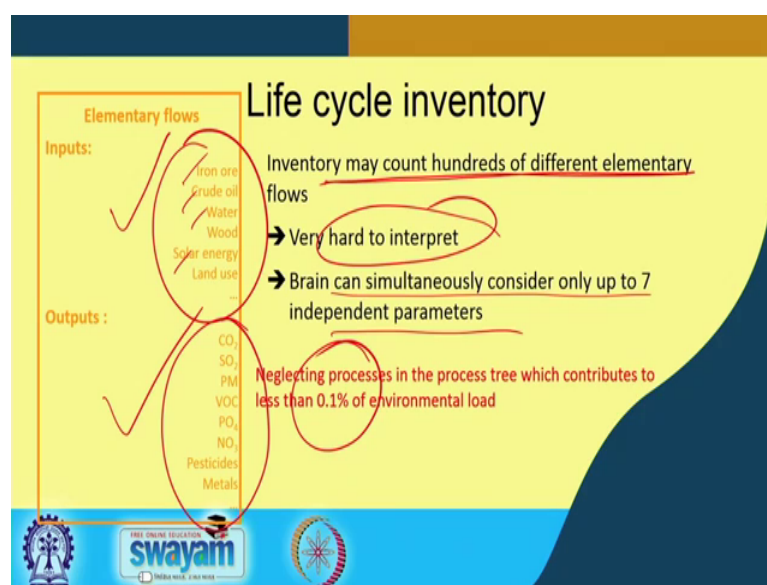 Life cycle inventory
Elementary flows
Inputs:
Iron ore
Crude oil
Water
Wood
Solar energy
Land use
...
Outputs :
CO₂
SO₂
PM
VOC
PO₄
NO₃
Pesticides
Metals
...
Inventory may count hundreds of different elementary
flows
➔ Very hard to interpret
➔ Brain can simultaneously consider only up to 7
independent parameters
Neglecting processes in the process tree which contributes to
less than 0.1% of environmental load
FREE ONLINE EDUCATION
swayam